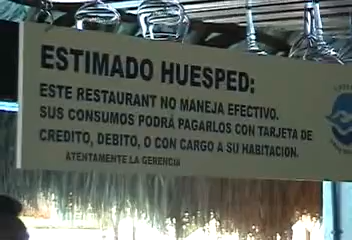 ESTIMADO HUESPED:
ESTE RESTAURANT NO MANEJA EFECTIVO.
SUS CONSUMOS PODRÁ PAGARLOS CON TARJETA DE
CREDITO, DEBITO, O CON CARGO A SU HABITACION.
ATENTAMENTE LA GERENCIA